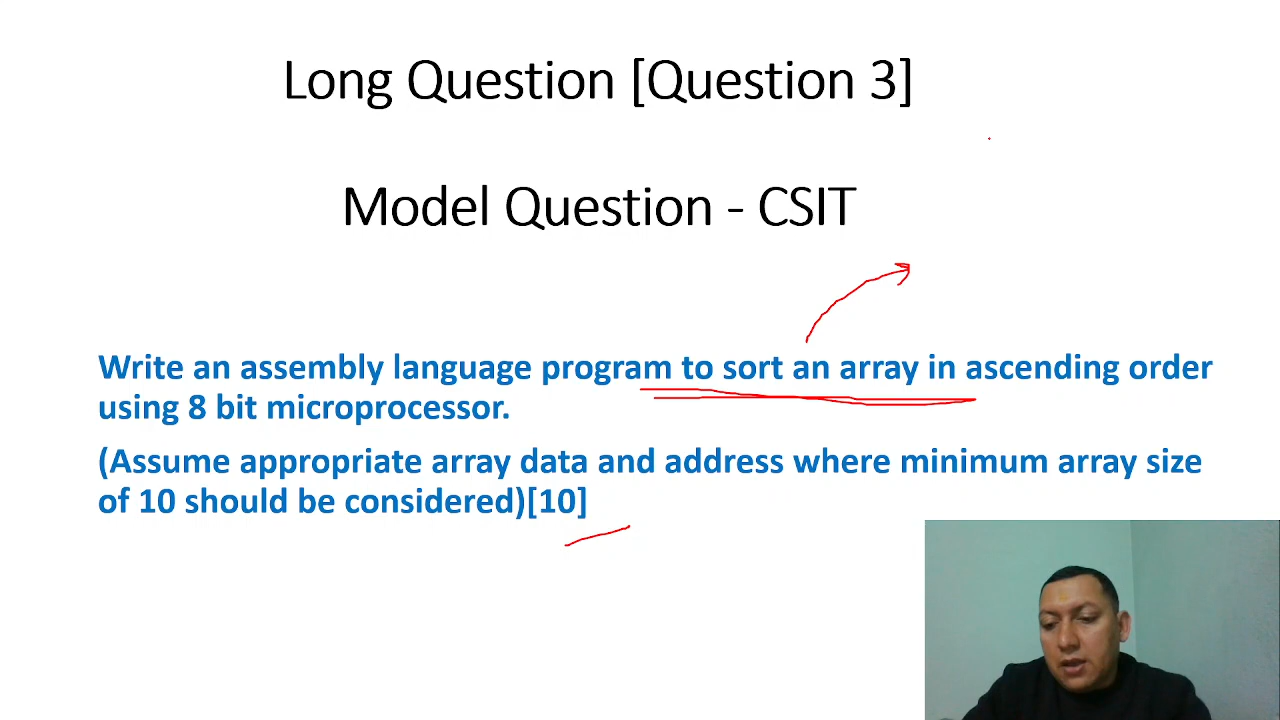 Long Question [Question 3]
Model Question - CSIT
Write an assembly language program to sort an array in ascending order
using 8 bit microprocessor.
(Assume appropriate array data and address where minimum array size
of 10 should be considered)[10]